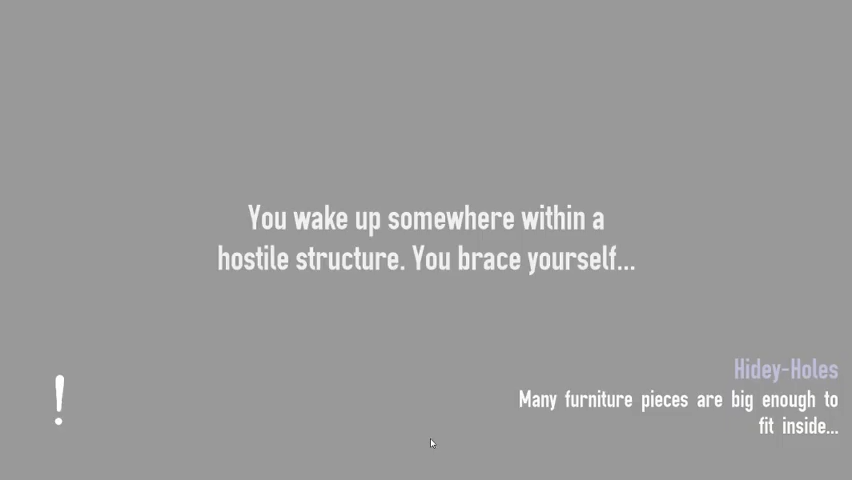 You wake up somewhere within a
hostile structure. You brace yourself...
!
Hidey-Holes
Many furniture pieces are big enough to
fit inside...